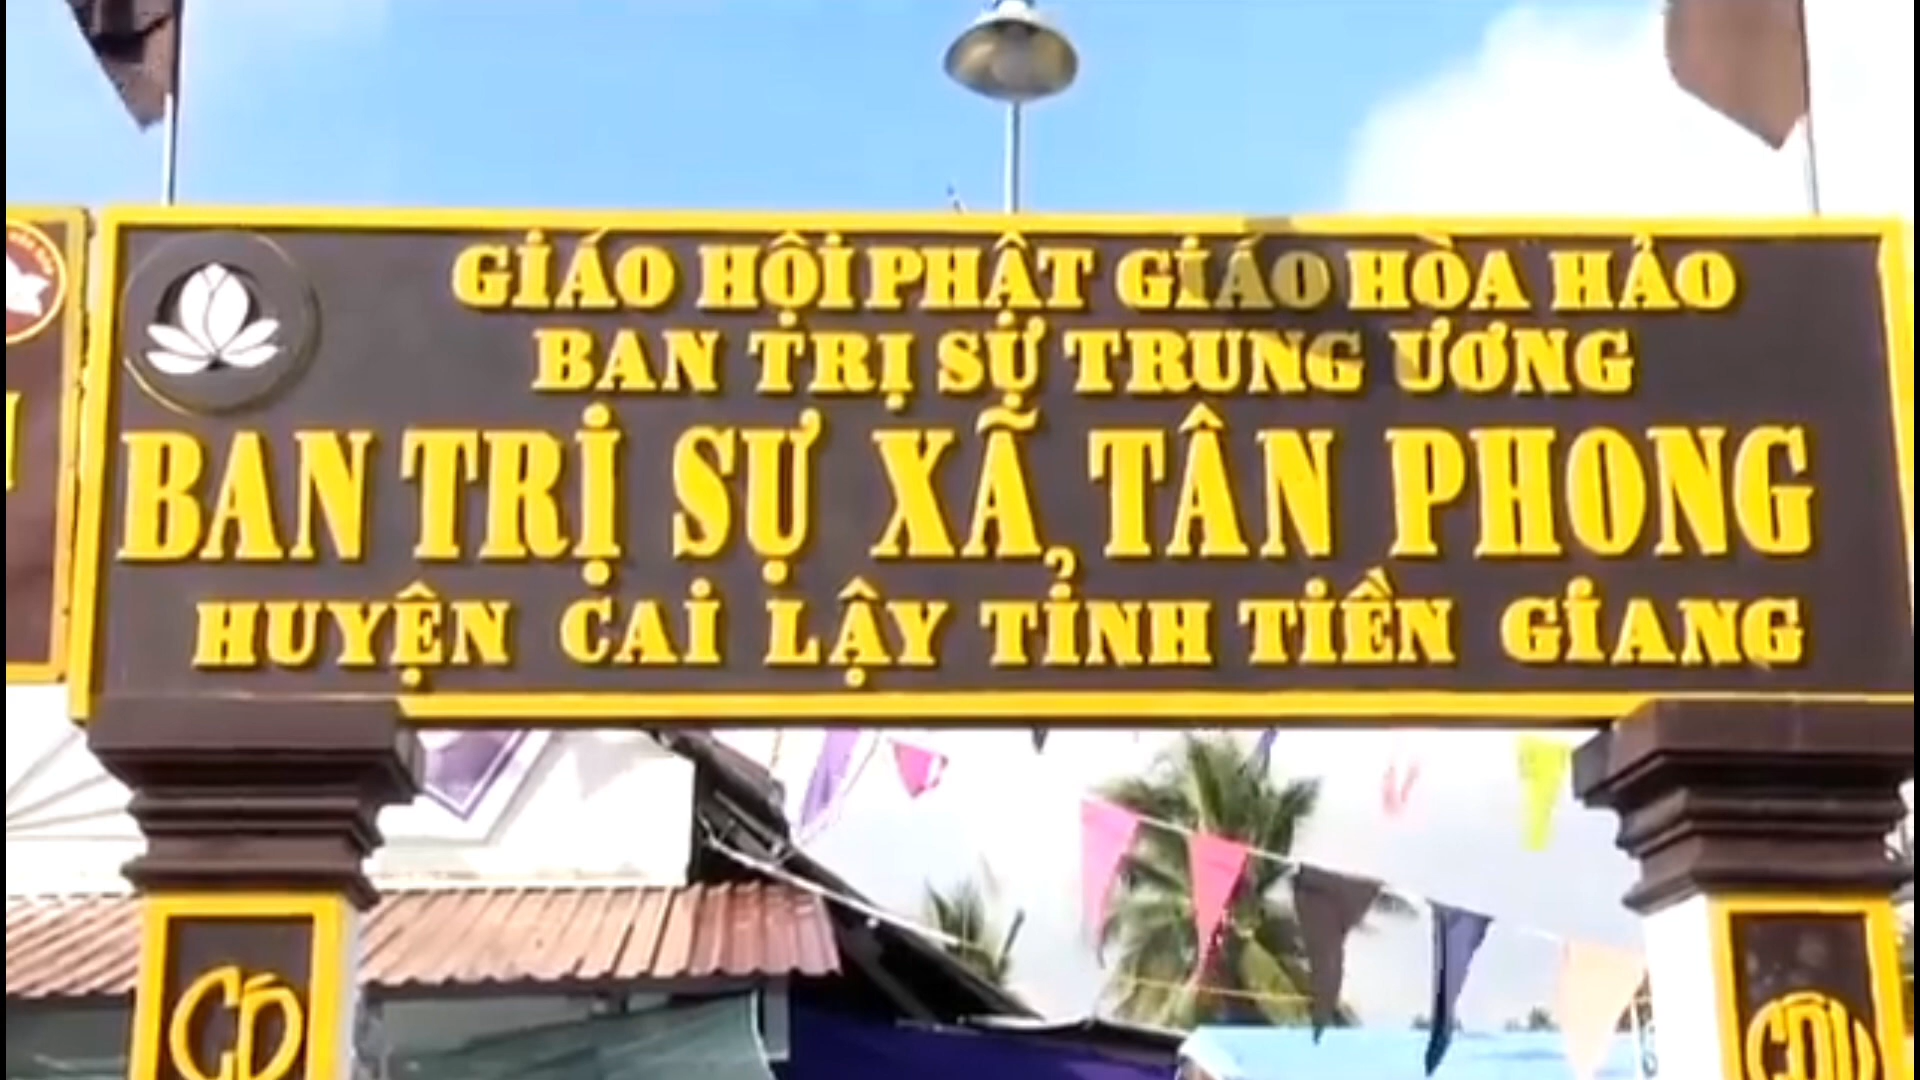 GIÁO HỘI PHẬT GIÁO HÒA HẢO
BAN TRỊ SỰ TRUNG ƯƠNG
BAN TRỊ SỰ XÃ TÂN PHONG
HUYỆN CAI LẬY TỈNH TIỀN GIANG
CÓ